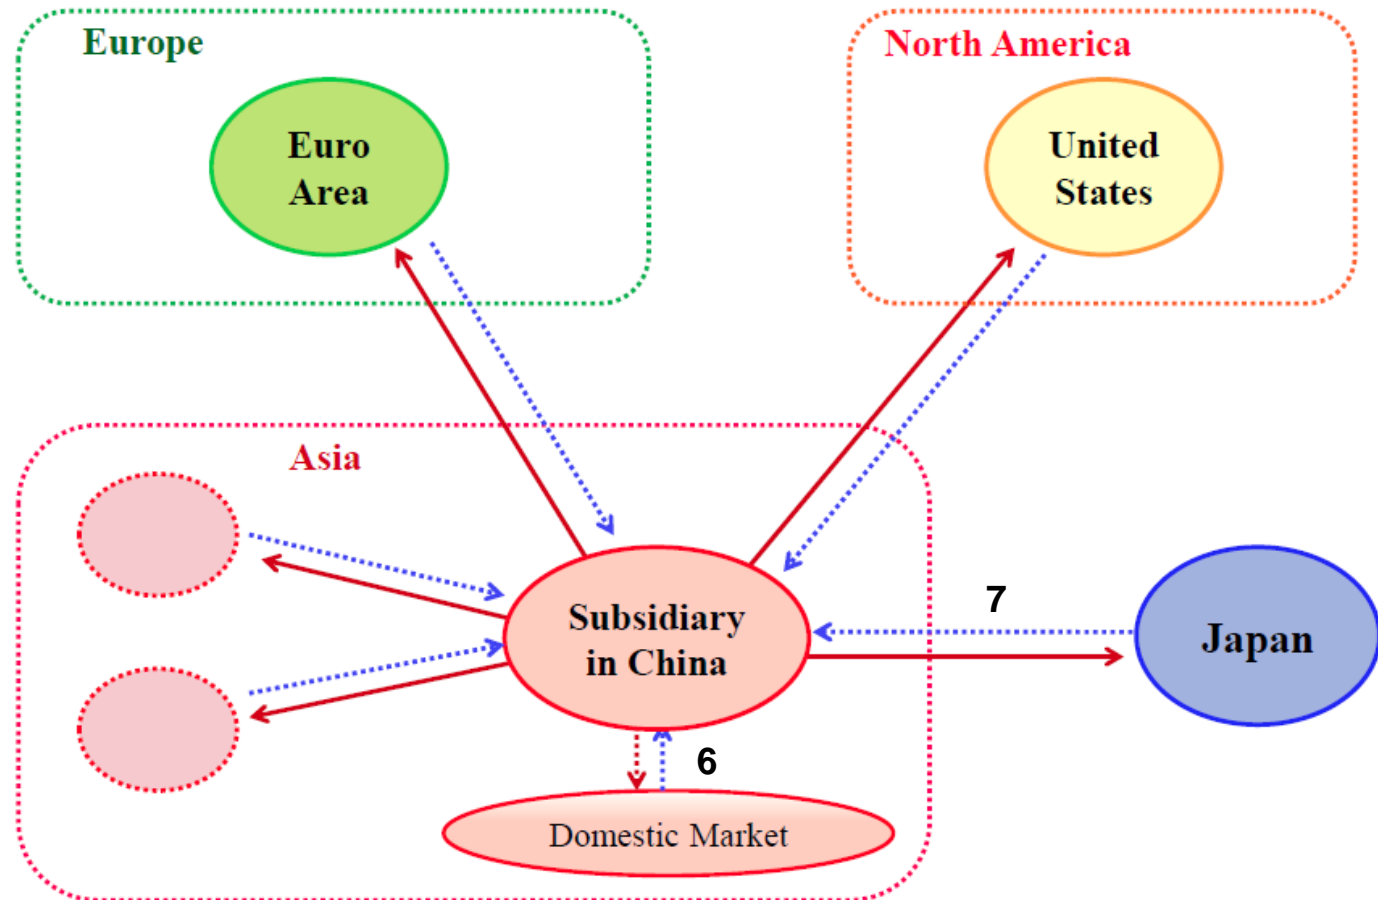 Europe
North America
Euro
Area
United
States
Asia
Subsidiary
in China
7
Japan
6
Domestic Market